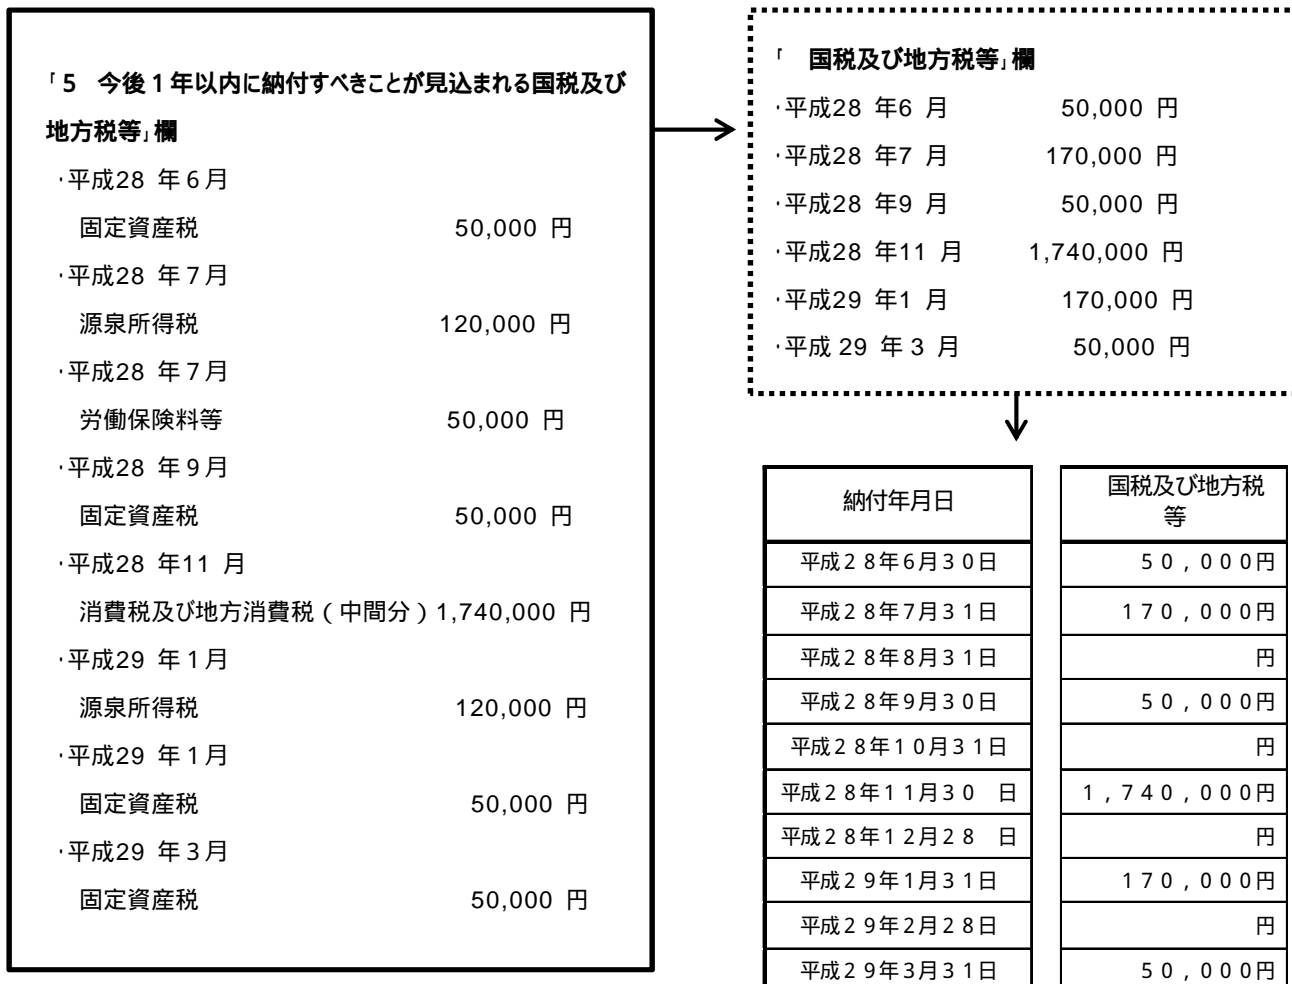 「５　今後１年以内に納付すべきことが見込まれる国税及び
地方税等」欄
・平成28 年６月
固定資産税 50,000 円
・平成28 年７月
源泉所得税 120,000 円
・平成28 年７月
労働保険料等 50,000 円
・平成28 年９月
固定資産税 50,000 円
・平成28 年11 月
消費税及び地方消費税（中間分）1,740,000 円
・平成29 年１月
源泉所得税 120,000 円
・平成29 年１月
固定資産税 50,000 円
・平成29 年３月
固定資産税 50,000 円
「　国税及び地方税等」欄
・平成28 年6 月 50,000 円
・平成28 年7 月 170,000 円
・平成28 年9 月 50,000 円
・平成28 年11 月 1,740,000 円
・平成29 年1 月 170,000 円
・平成 29 年 3 月 50,000 円
納付年月日 国税及び地方税
等
平成２８年６月３０日 ５０，０００円
平成２８年７月３１日 １７０，０００円
平成２８年８月３１日 円
平成２８年９月３０日 ５０，０００円
平成２８年１０月３１日 円
平成２８年１１月３０　日 １，７４０，０００円
平成２８年１２月２８　日 円
平成２９年１月３１日 １７０，０００円
平成２９年２月２８日 円
平成２９年３月３１日 ５０，０００円